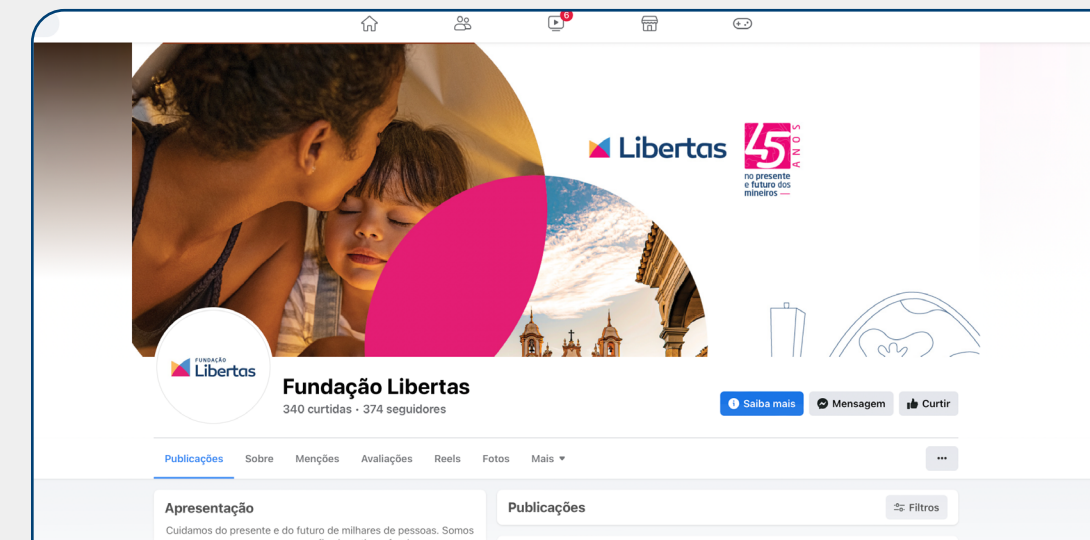 6
Libertas
45
ANOS
no presente
e futuro dos
mineiros —
FUNDAÇÃO
Libertas
Fundação Libertas
340 curtidas • 374 seguidores
Saiba mais
Mensagem
Curtir
Publicações Sobre Menções Avaliações Reels Fotos Mais
Apresentação
Cuidamos do presente e do futuro de milhares de pessoas. Somos
Publicações
Filtros